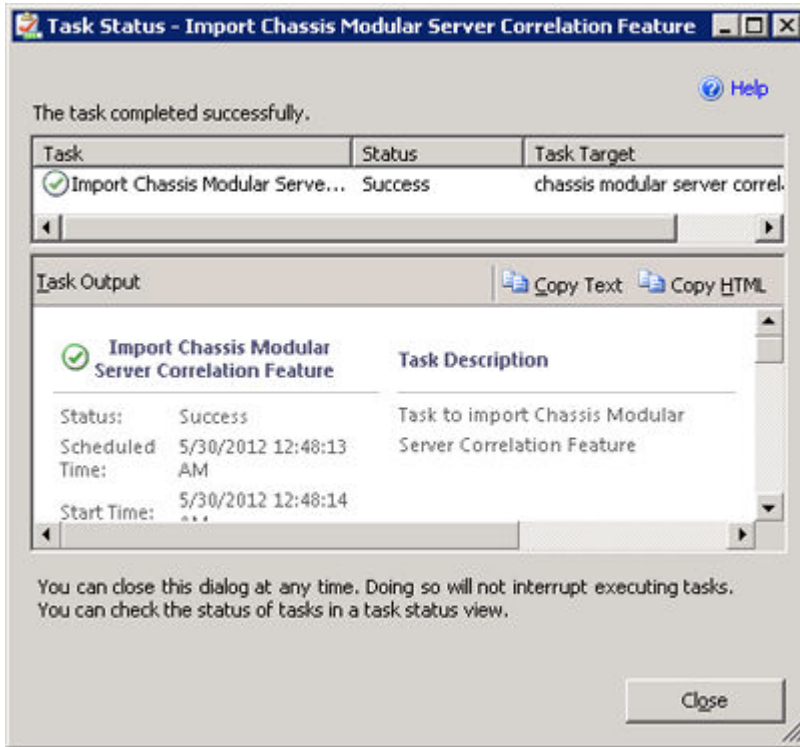 Task Status - Import Chassis Modular Server Correlation Feature
Help
The task completed successfully.
Task Status Task Target
Import Chassis Modular Serve... Success chassis modular server correl
Task Output Copy Text Copy HTML
Import Chassis Modular
Server Correlation Feature
Task Description
Status: Success
Scheduled Time: 5/30/2012 12:48:13 AM
Start Time: 5/30/2012 12:48:14
Task to import Chassis Modular
Server Correlation Feature
You can close this dialog at any time. Doing so will not interrupt executing tasks.
You can check the status of tasks in a task status view.
Close